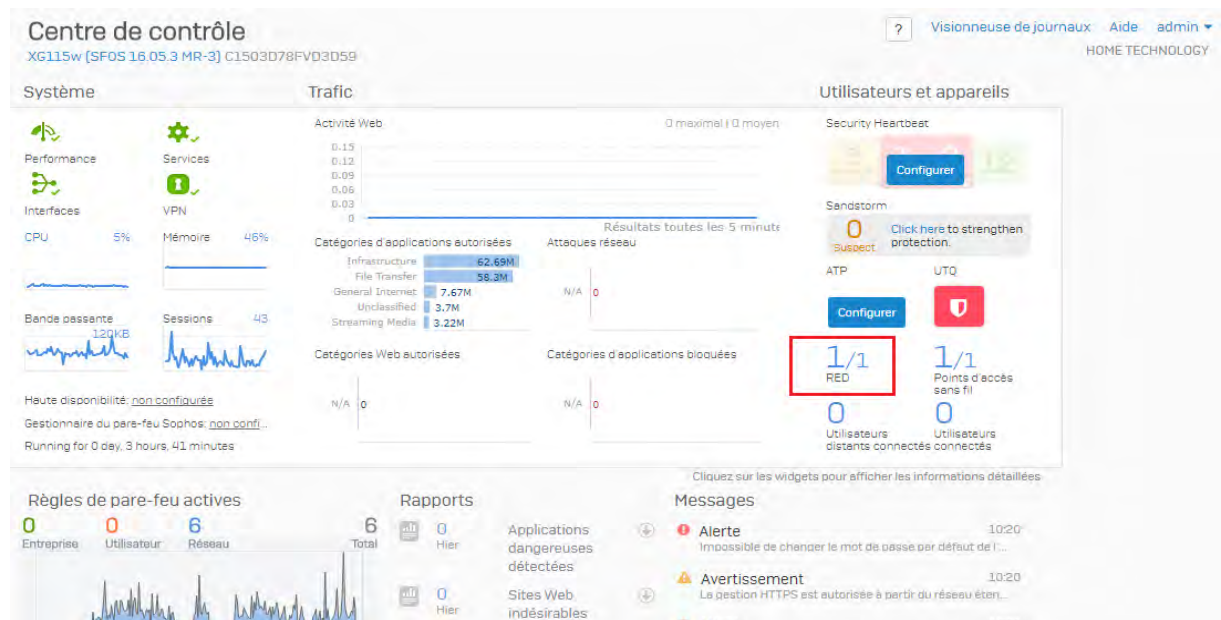 Centre de contrôle
XG115w (SFOS 16.05.3 MR-3) C1503D78FVD3D59
? Visionneuse de journaux Aide admin
HOME TECHNOLOGY
Système
Performance Services
Interfaces VPN
CPU 5% Mémoire 46%
Bande passante 120KB Sessions 43
Haute disponibilité: non configurée
Gestionnaire du pare-feu Sophos: non confi...
Running for 0 day, 3 hours, 41 minutes
Trafic
Activité Web 0 maximal | 0 moyen
0.15
0.12
0.09
0.06
0.03
0
Résultats toutes les 5 minute
Catégories d'applications autorisées
Infrastructure 62.69M
File Transfer 58.3M
General Internet 7.67M
Unclassified 3.7M
Streaming Media 3.22M
Attaques réseau
N/A 0
Catégories Web autorisées
N/A 0
Catégories d'applications bloquées
N/A 0
Utilisateurs et appareils
Security Heartbeat
Configurer
Sandstorm
0 Suspect
Click here to strengthen protection.
ATP UTQ
Configurer
1/1 RED
1/1 Points d'accès sans fil
0 Utilisateurs distants connectés
0 Utilisateurs connectés
Cliquez sur les widgets pour afficher les informations détaillées
Règles de pare-feu actives
0 Entreprise
0 Utilisateur
6 Réseau
6 Total
Rapports
0 Hier
Applications dangereuses détectées
0 Hier
Sites Web indésirables
Messages
Alerte 10:20
Impossible de changer le mot de passe par défaut de l'...
Avertissement 10:20
La gestion HTTPS est autorisée à partir du réseau éten...